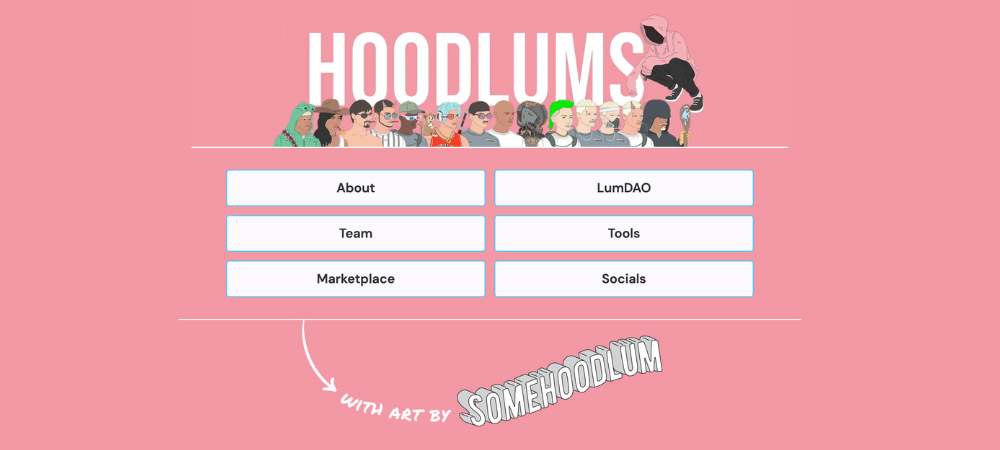 HOODLUMS
About
LumDAO
Team
Tools
Marketplace
Socials
WITH ART BY
SOMEHOODLUM